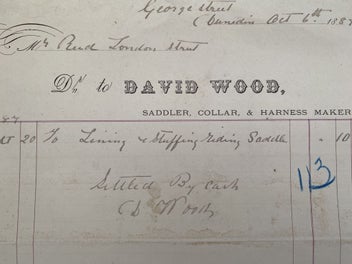 George Street
Dunedin Oct 6th 188
Mr Reid London Street
Dr. to DAVID WOOD,
SADDLER, COLLAR, & HARNESS MAKER
20 To Lining & Stuffing Riding Saddle - 10
Settled By Cash
D Wood
113